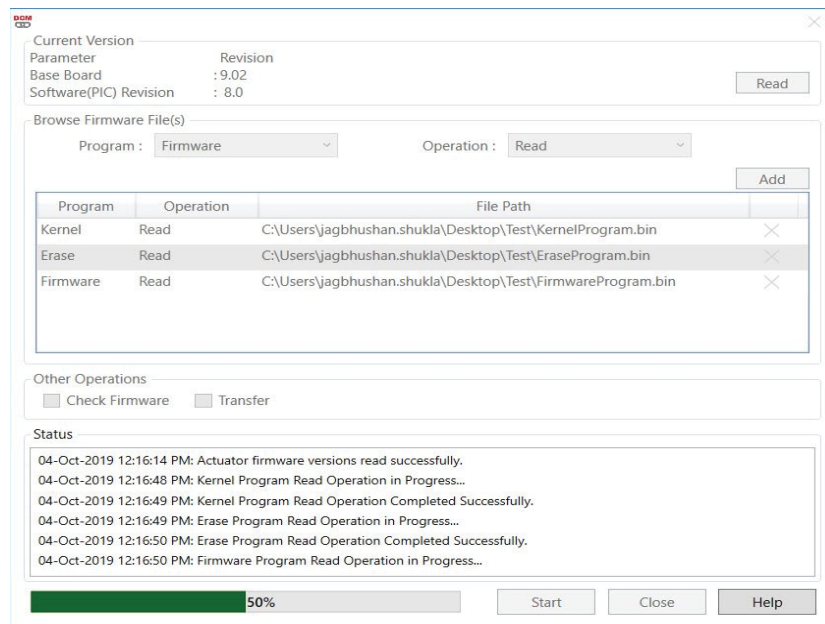 DCM
Current Version
Parameter Revision
Base Board : 9.02
Software(PIC) Revision : 8.0
Read
Browse Firmware File(s)
Program : Firmware Operation : Read
Add
Program Operation File Path
Kernel Read C:\Users\jagbhushan.shukla\Desktop\Test\KernelProgram.bin
Erase Read C:\Users\jagbhushan.shukla\Desktop\Test\EraseProgram.bin
Firmware Read C:\Users\jagbhushan.shukla\Desktop\Test\FirmwareProgram.bin
Other Operations
Check Firmware Transfer
Status
04-Oct-2019 12:16:14 PM: Actuator firmware versions read successfully.
04-Oct-2019 12:16:48 PM: Kernel Program Read Operation in Progress...
04-Oct-2019 12:16:49 PM: Kernel Program Read Operation Completed Successfully.
04-Oct-2019 12:16:49 PM: Erase Program Read Operation in Progress...
04-Oct-2019 12:16:50 PM: Erase Program Read Operation Completed Successfully.
04-Oct-2019 12:16:50 PM: Firmware Program Read Operation in Progress...
50% Start Close Help